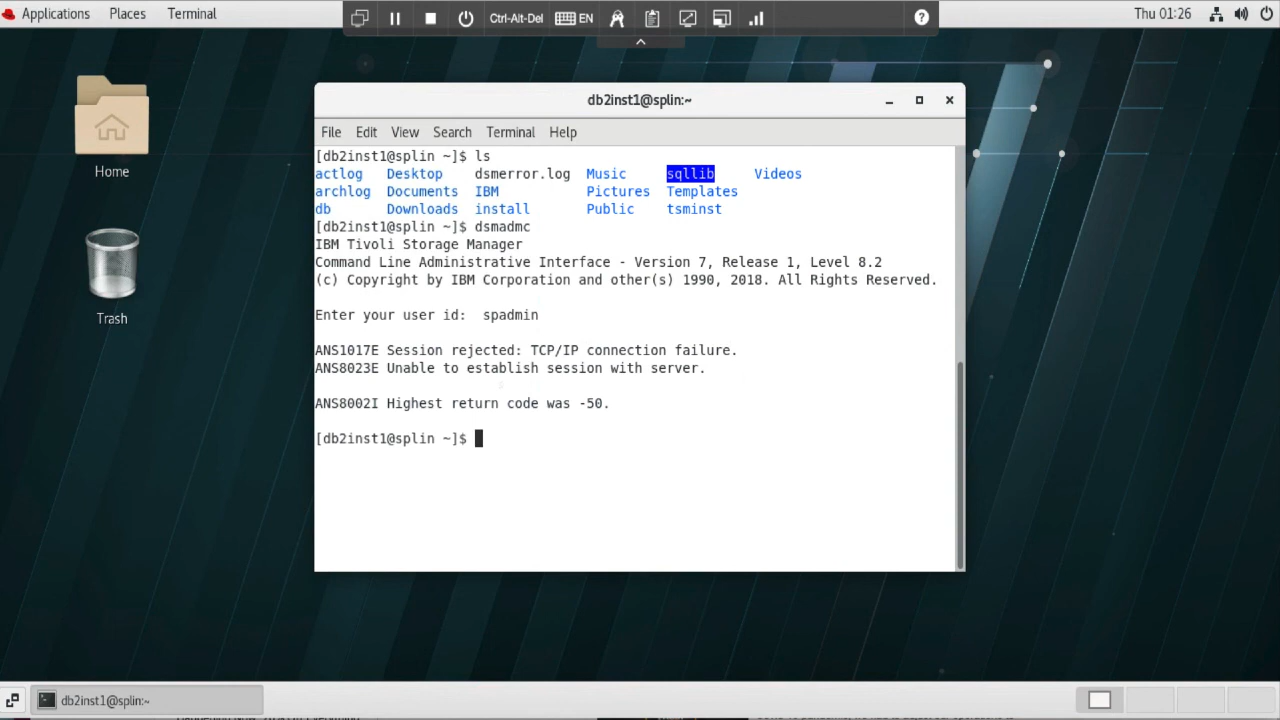 Applications Places Terminal
Ctrl-Alt-Del EN
Thu 01:26
Home
Trash
db2inst1@splin:~
File Edit View Search Terminal Help
[db2inst1@splin ~]$ ls
actlog Desktop dsmerror.log Music sqllib Videos
archlog Documents IBM Pictures Templates
db Downloads install Public tsminst
[db2inst1@splin ~]$ dsmadmc
IBM Tivoli Storage Manager
Command Line Administrative Interface - Version 7, Release 1, Level 8.2
(c) Copyright by IBM Corporation and other(s) 1990, 2018. All Rights Reserved.
Enter your user id:  spadmin
ANS1017E Session rejected: TCP/IP connection failure.
ANS8023E Unable to establish session with server.
ANS8002I Highest return code was -50.
[db2inst1@splin ~]$
db2inst1@splin:~